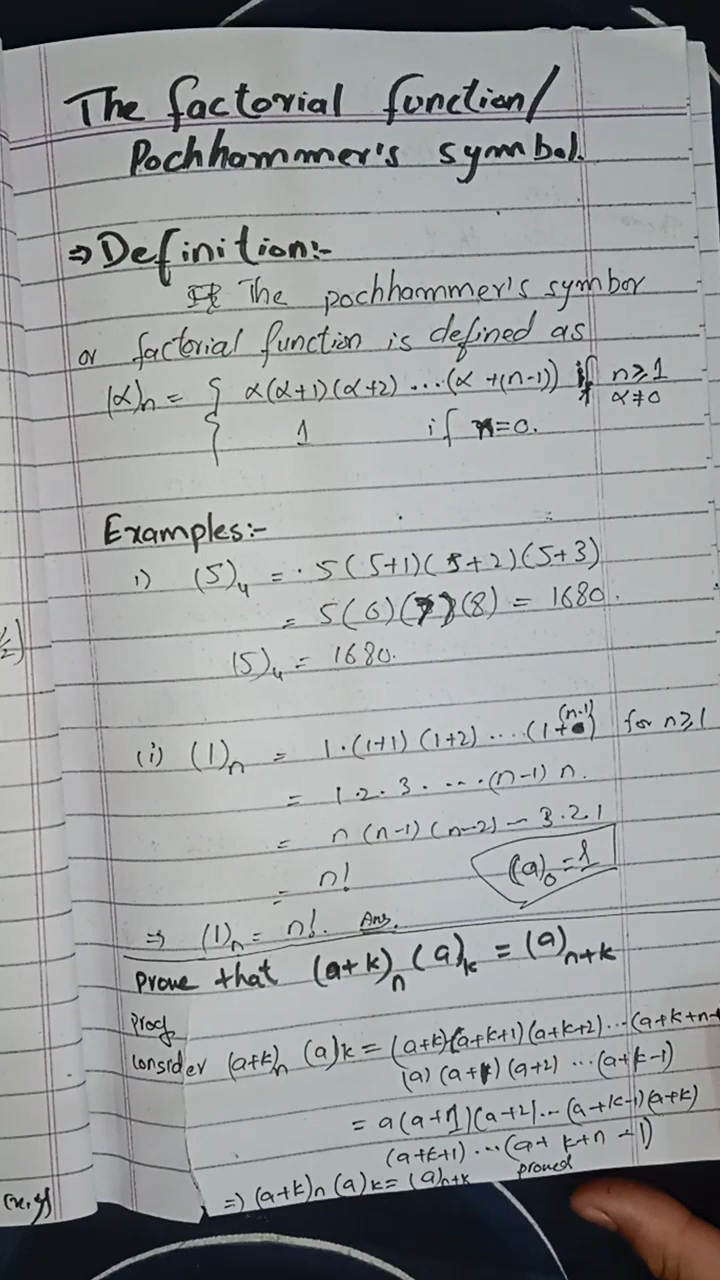 The factorial function/
Pochhammer's symbol.
⇒ Definition:-
The pochhammer's symbol
or factorial function is defined as
(α)n = { α(α+1)(α+2) ...(α+(n-1)) if n≥1
α≠0
1 if n=0.
Examples:-
i) (5)4 = 5(5+1)(5+2)(5+3)
= 5(6)(7)(8) = 1680.
(5)4 = 1680.
(i) (1)n = 1.(1+1)(1+2)....(1+(n-1)) for n≥1
= 1.2.3. ....(n-1) n.
= n(n-1)(n-2) - 3.2.1
= n! (a)0 = 1
⇒ (1)n = n!. Ans.
prove that (a+k)n (a)k = (a)n+k
Proof
Consider (a+k)n (a)k = (a+k)(a+k+1)(a+k+2)...(a+k+n-
(a)(a+1)(a+2) ...(a+k-1)
= a(a+1)(a+2)...(a+k-1)(a+k)
(a+k+1)...(a+k+n-1)
⇒ (a+k)n (a)k = (a)n+k proved
(x,y)